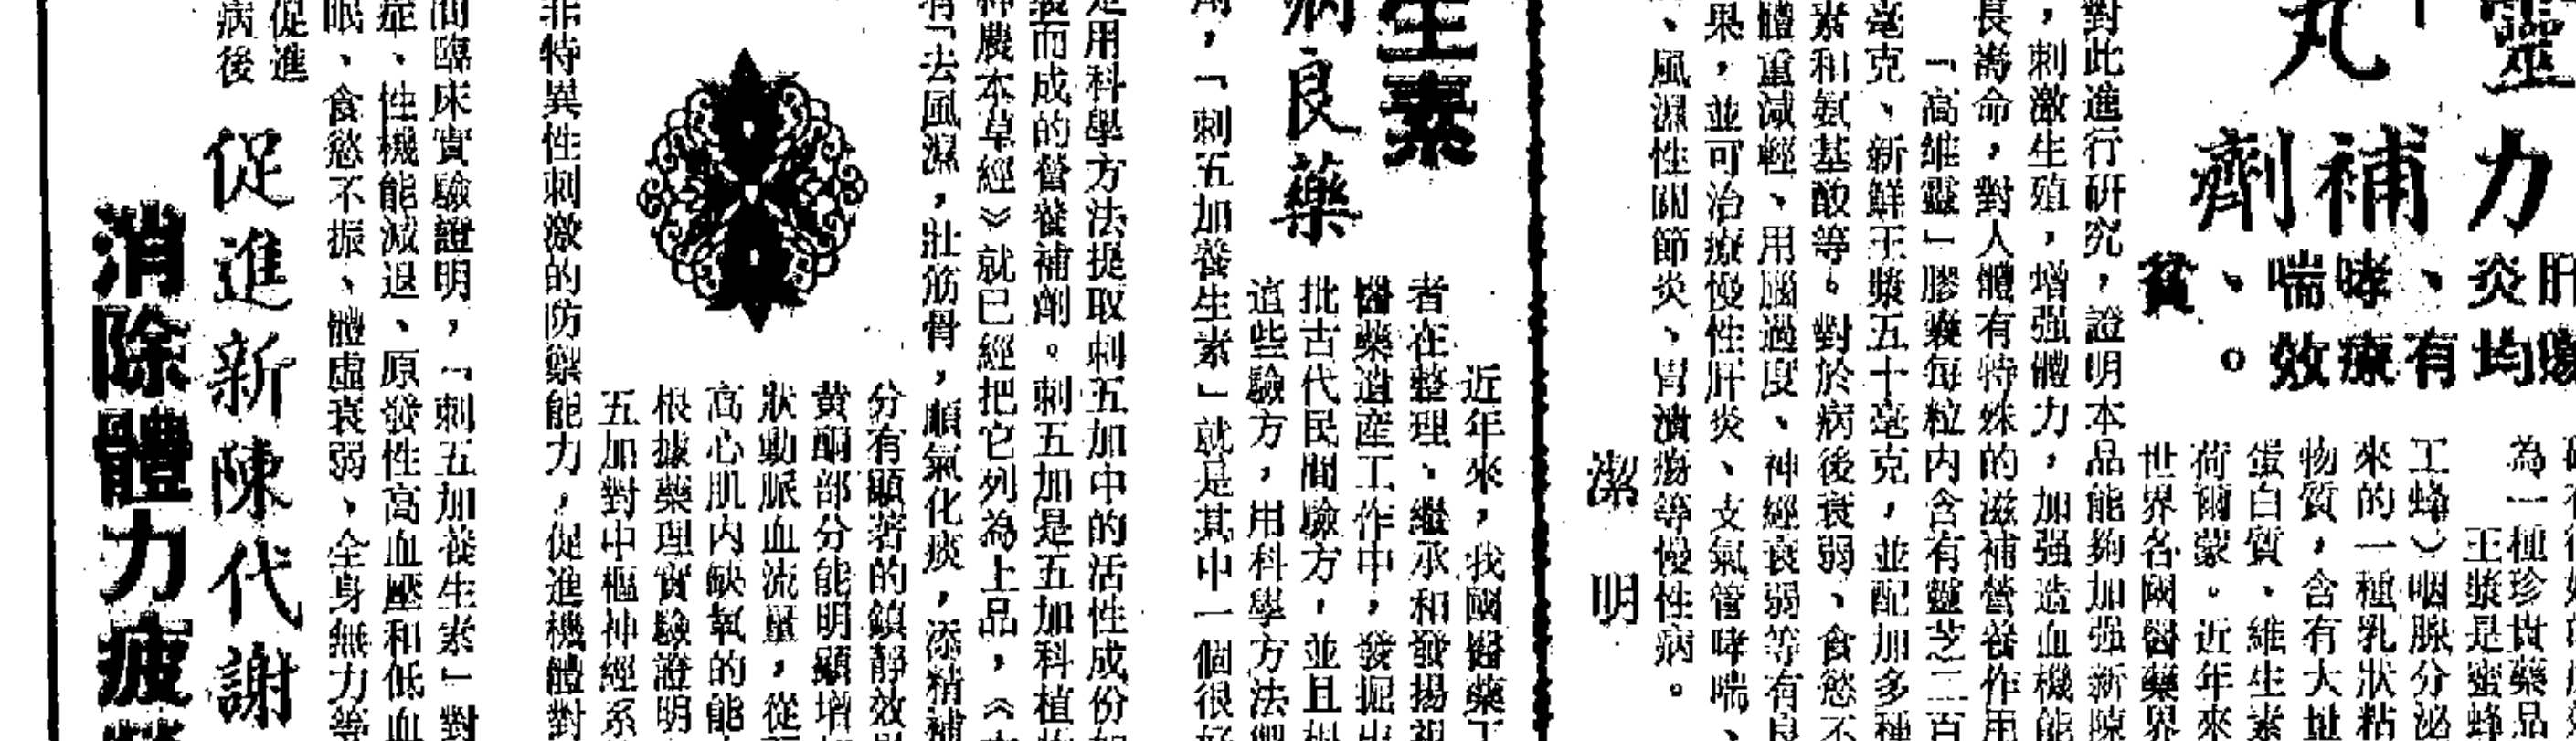 靈
力
丸
補
劑
肝
炎均
、有
哮療
喘效
、。
貧
為一種珍貴藥品
王漿是蜜蜂
工蜂）咽腺分泌
來的一種乳狀粘
物質，含有大
蛋白質、維生素
荷爾蒙。近年來
世界名國醫藥界
對此進行研究，證明本品能夠加强新陳
，刺激生殖，增强體力，加强造血機能
長壽命，對人體有特殊的滋補營養作用
「高維靈」膠囊每粒内含有靈芝二百
毫克、新鮮王漿五十毫克，並配加多種
素和氨基酸等。對於病後衰弱、食慾不
體重減輕、用腦過度、神經衰弱等有良
果，並可治療慢性肝炎、支氣管哮喘、
、風濕性關節炎、胃潰瘍等慢性病。
潔明
生素
病良藥
近年來，我國醫藥工
者在整理、繼承和發揚祖
醫藥遺産工作中，發掘出
批古代民間驗方，並且根
這些驗方，用科學方法
用，「刺五加養生素」就是其中一個很好
是用科學方法提取刺五加中的活性成份
製而成的營養補劑。刺五加是五加科植物
神農本草經》就已經把它列為上品，《本
有「去風濕，壯筋骨，順氣化痰，添精補
分有顯著的鎮靜效
黄酮部分能明顯增
狀動脈血流量，從
高心肌内缺氧的能
根據藥理實驗證明
五加對中樞神經系
非特異性刺激的防禦能力，促進機體對
間臨床實驗證明，「刺五加養生素」對
症、性機能減退、原發性高血壓和低血
眠、食慾不振、體虛衰弱、全身無力等
促進
病後
促進新陳代謝
消除體力疲